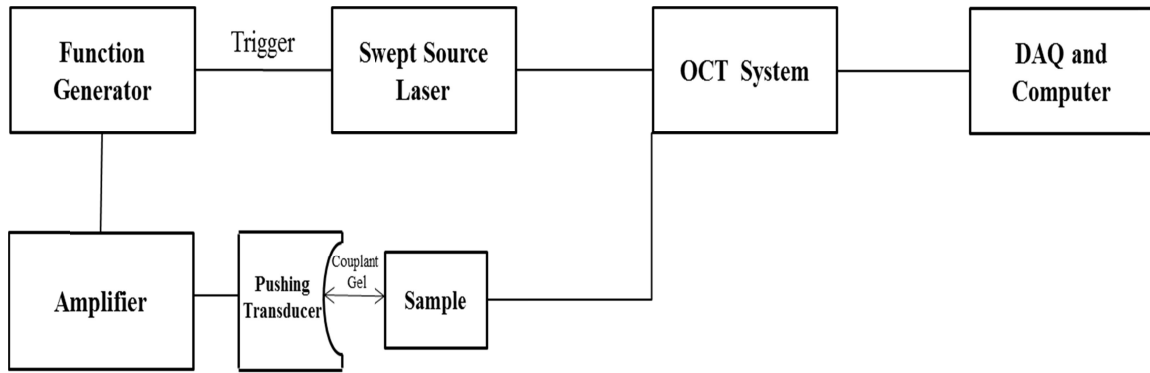 Function
Generator
Trigger
Swept Source
Laser
OCT System
DAQ and
Computer
Amplifier
Pushing
Transducer
Couplant
Gel
Sample